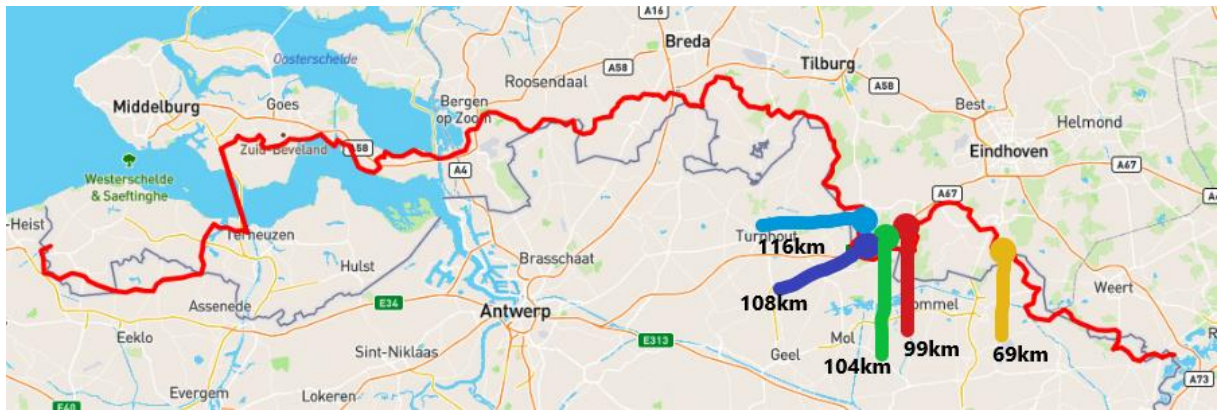 A16
Breda
Oosterschelde
Roosendaal
A58
Tilburg
A58
Best
Middelburg
Goes
Bergen
op Zoom
Helmond
Zuid-Beveland
A58
Eindhoven
A4
A67
Westerschelde
& Saeftinghe
A67
-Heist
Terneuzen
Turnhout
116km
Hulst
Brasschaat
Weert
108km
Assenede
E34
Antwerp
ommel
Mol
99km
69km
Eeklo
E313
Geel
104km
Sint-Niklaas
A73
Evergem
Lokeren
E40